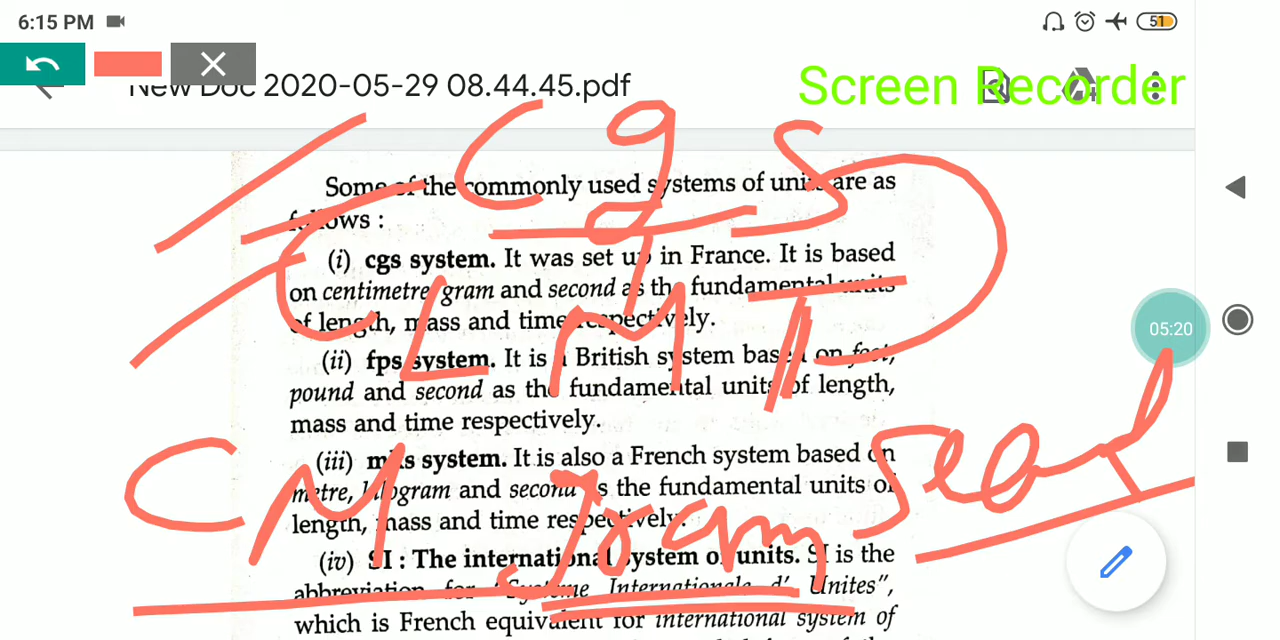 6:15 PM
51
New Doc 2020-05-29 08.44.45.pdf
Screen Recorder
cgs
Some of the commonly used systems of units are as
follows :
(i) cgs system. It was set up in France. It is based
on centimetre, gram and second as the fundamental units
of length, mass and time respectively.
L M T
05:20
(ii) fps system. It is a British system based on foot,
pound and second as the fundamental units of length,
mass and time respectively.
(iii) mks system. It is also a French system based on
metre, kilogram and second as the fundamental units of
length, mass and time respectively.
CM gram
(iv) SI : The international system of units. SI is the
abbreviation for "Systeme Internationale d' Unites",
which is French equivalent for international system of